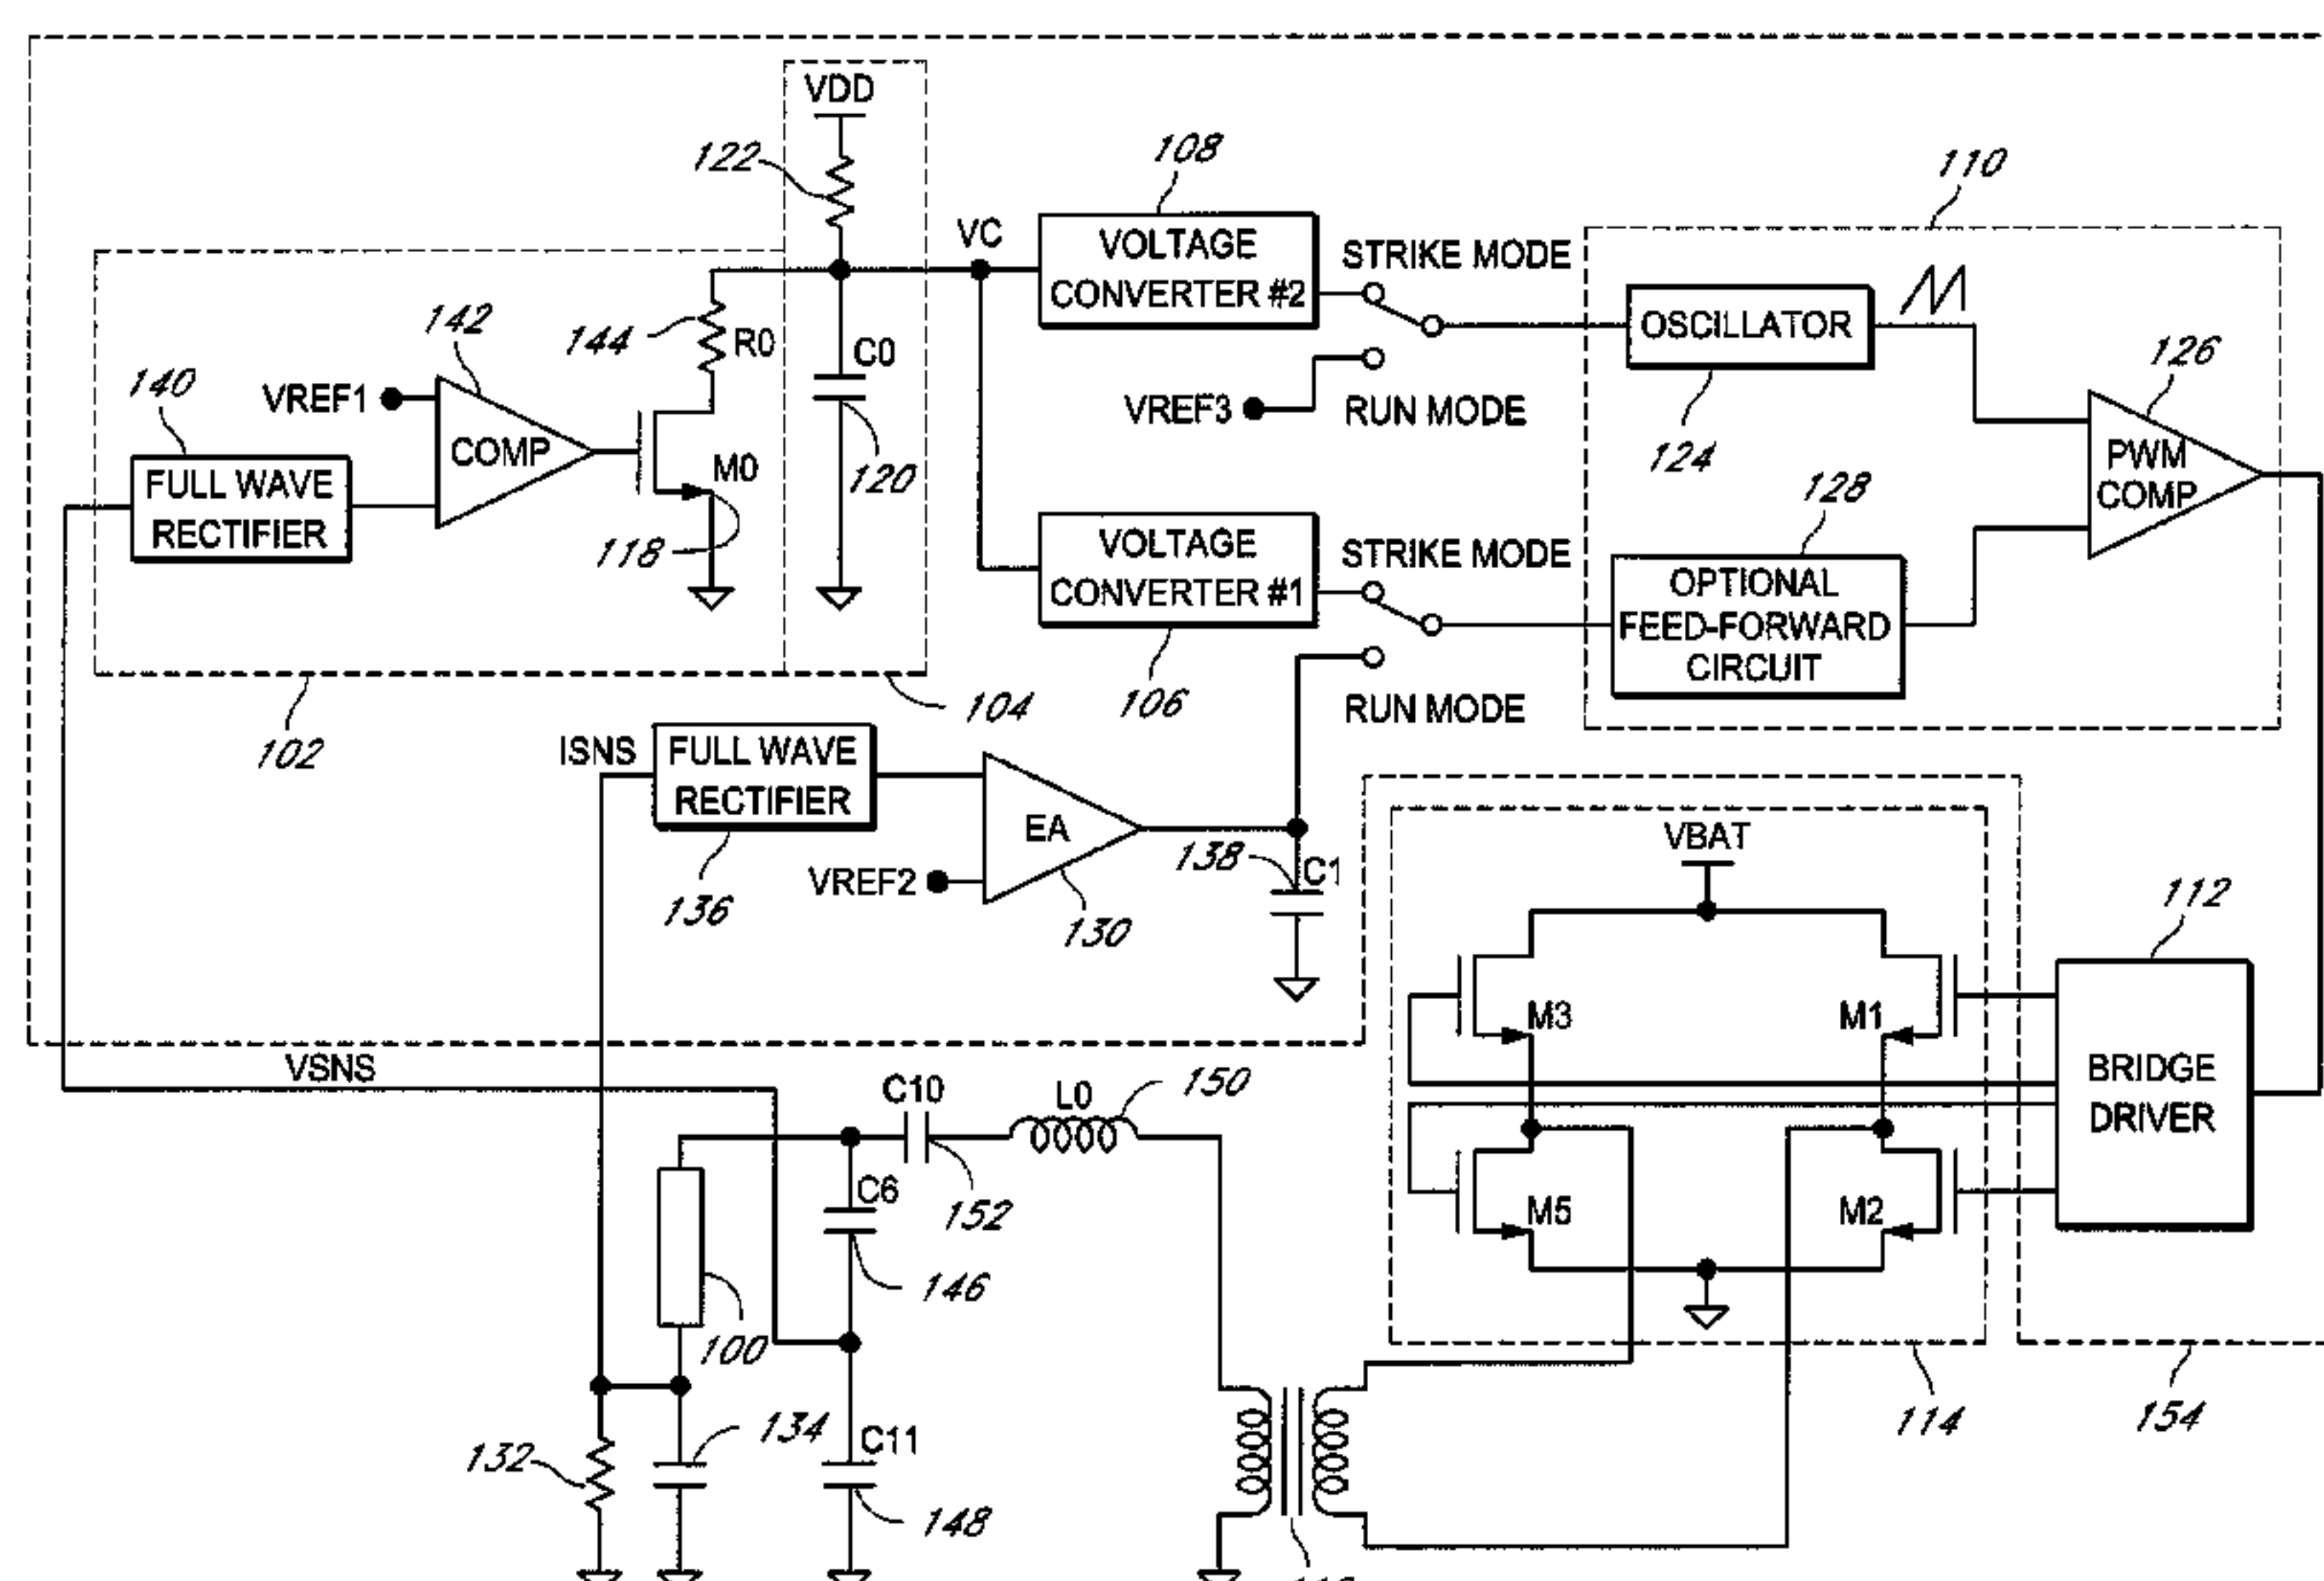 VDD
122
108
110
VC
VOLTAGE
CONVERTER #2
STRIKE MODE
142
144
R0
C0
OSCILLATOR
126
140
VREF1
VREF3
RUN MODE
COMP
M0
120
124
PWM
COMP
FULL WAVE
RECTIFIER
128
118
VOLTAGE
CONVERTER #1
STRIKE MODE
OPTIONAL
FEED-FORWARD
CIRCUIT
102
104
106
RUN MODE
ISNS
FULL WAVE
RECTIFIER
EA
VREF2
138
C1
VBAT
136
130
112
M3
M1
VSNS
C10
L0
150
BRIDGE
DRIVER
C6
152
M5
M2
146
100
114
154
132
134
C11
148